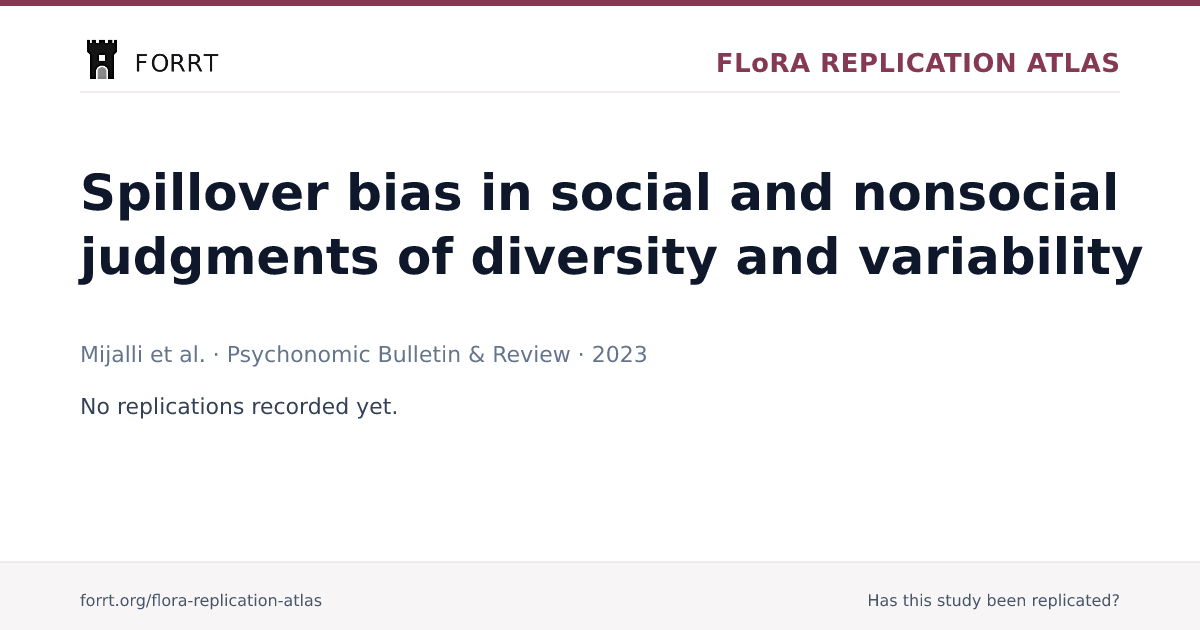 FORRT
FLoRA REPLICATION ATLAS
Spillover bias in social and nonsocial
judgments of diversity and variability
Mijalli et al. · Psychonomic Bulletin & Review · 2023
No replications recorded yet.
forrt.org/flora-replication-atlas
Has this study been replicated?